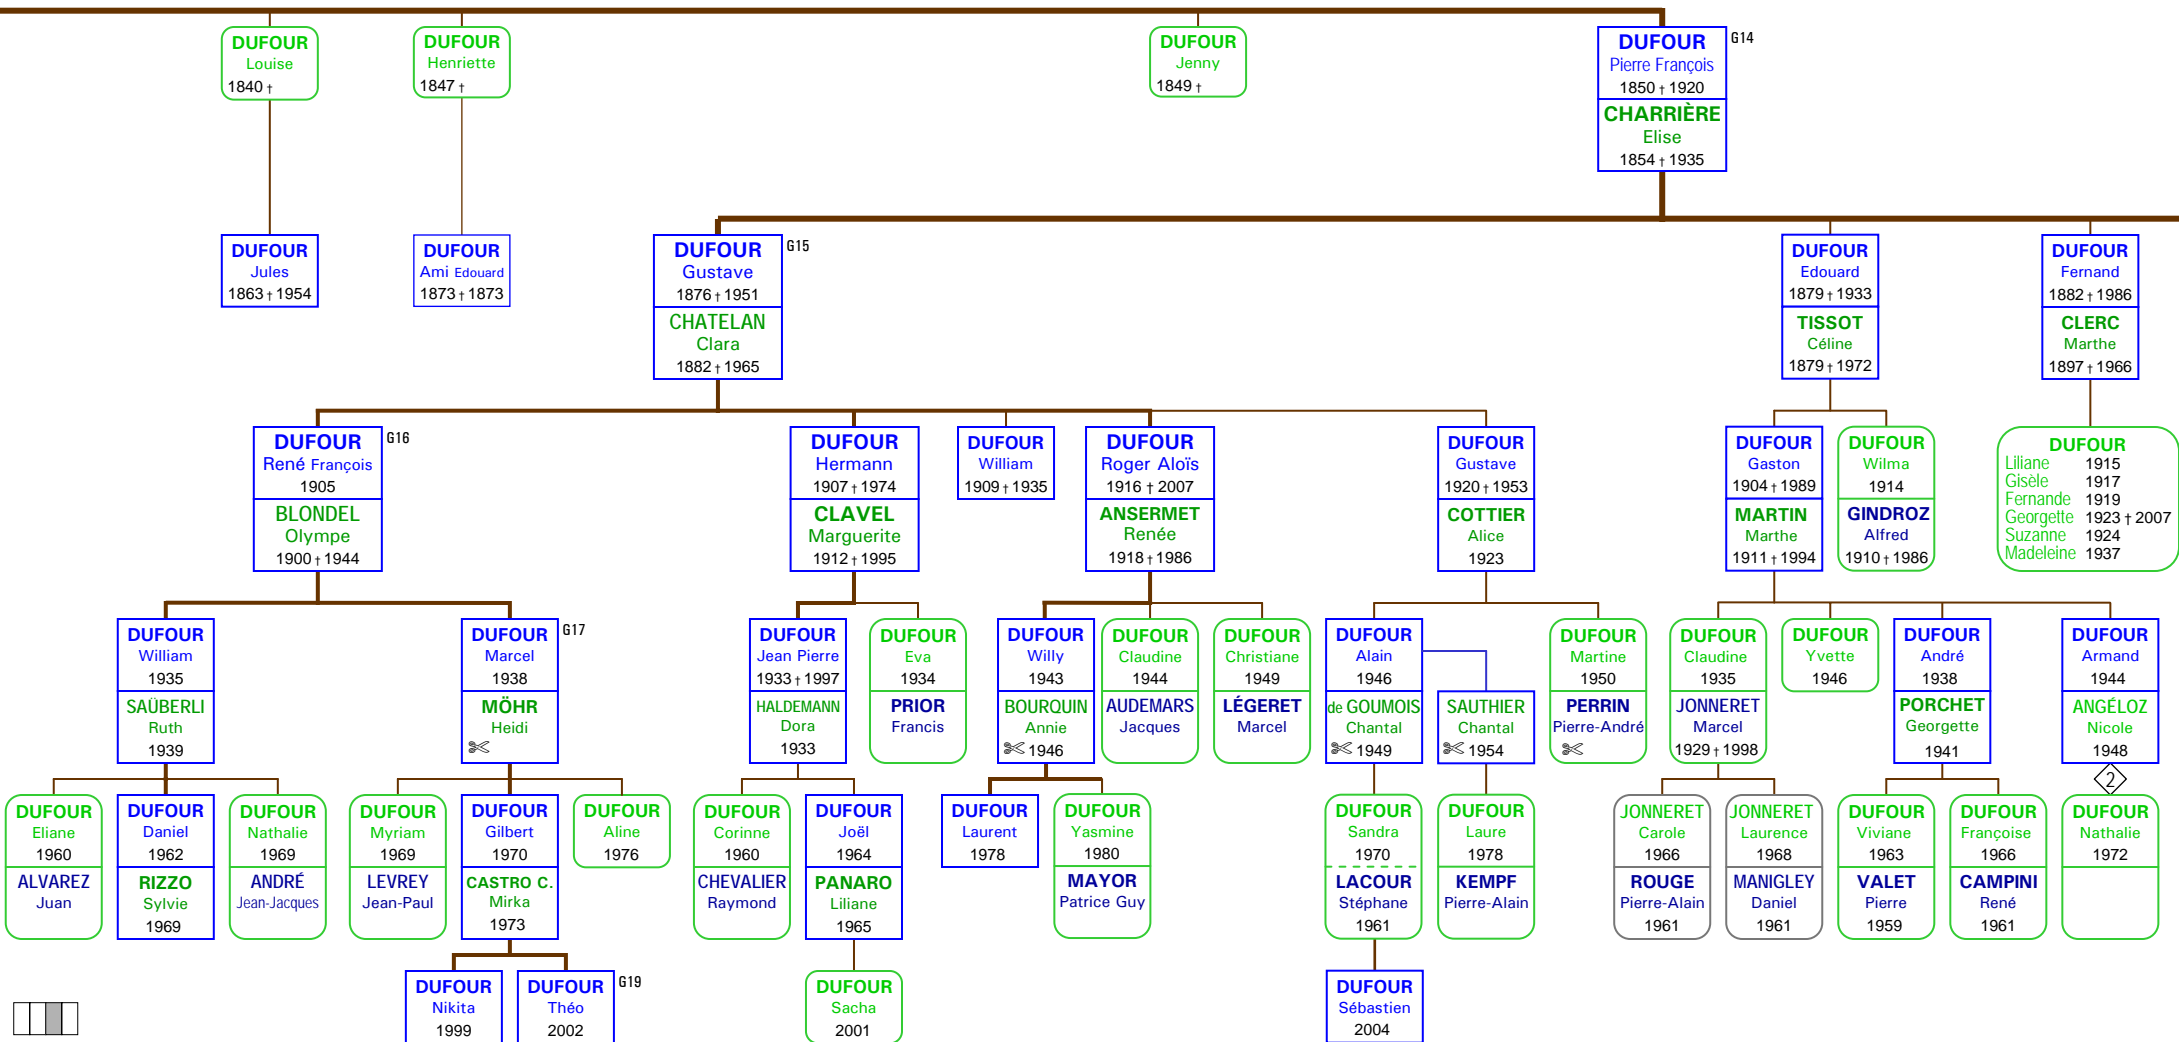 DUFOUR
Louise
1840 †
DUFOUR
Henriette
1847 †
DUFOUR
Jenny
1849 †
DUFOUR
Pierre François
1850 † 1920
CHARRIÈRE
Elise
1854 † 1935
G14
DUFOUR
Jules
1863 † 1954
DUFOUR
Ami Edouard
1873 † 1873
DUFOUR
Gustave
1876 † 1951
CHATELAN
Clara
1882 † 1965
G15
DUFOUR
Edouard
1879 † 1933
TISSOT
Céline
1879 † 1972
DUFOUR
Fernand
1882 † 1986
CLERC
Marthe
1897 † 1966
DUFOUR
René François
1905
BLONDEL
Olympe
1900 † 1944
G16
DUFOUR
Hermann
1907 † 1974
CLAVEL
Marguerite
1912 † 1995
DUFOUR
William
1909 † 1935
DUFOUR
Roger Aloïs
1916 † 2007
ANSERMET
Renée
1918 † 1986
DUFOUR
Gustave
1920 † 1953
COTTIER
Alice
1923
DUFOUR
Gaston
1904 † 1989
MARTIN
Marthe
1911 † 1994
DUFOUR
Wilma
1914
GINDROZ
Alfred
1910 † 1986
DUFOUR
Liliane 1915
Gisèle 1917
Fernande 1919
Georgette 1923 † 2007
Suzanne 1924
Madeleine 1937
DUFOUR
William
1935
SAÜBERLI
Ruth
1939
DUFOUR
Marcel
1938
MÖHR
Heidi
✂
G17
DUFOUR
Jean Pierre
1933 † 1997
HALDEMANN
Dora
1933
DUFOUR
Eva
1934
PRIOR
Francis
DUFOUR
Willy
1943
BOURQUIN
Annie
✂ 1946
DUFOUR
Claudine
1944
AUDEMARS
Jacques
DUFOUR
Christiane
1949
LÉGERET
Marcel
DUFOUR
Alain
1946
de GOUMOIS
Chantal
✂ 1949
SAUTHIER
Chantal
✂ 1954
DUFOUR
Martine
1950
PERRIN
Pierre-André
✂
DUFOUR
Claudine
1935
JONNERET
Marcel
1929 † 1998
DUFOUR
Yvette
1946
DUFOUR
André
1938
PORCHET
Georgette
1941
DUFOUR
Armand
1944
ANGÉLOZ
Nicole
1948
2
DUFOUR
Eliane
1960
ALVAREZ
Juan
DUFOUR
Daniel
1962
RIZZO
Sylvie
1969
DUFOUR
Nathalie
1969
ANDRÉ
Jean-Jacques
DUFOUR
Myriam
1969
LEVREY
Jean-Paul
DUFOUR
Gilbert
1970
CASTRO C.
Mirka
1973
DUFOUR
Aline
1976
DUFOUR
Corinne
1960
CHEVALIER
Raymond
DUFOUR
Joël
1964
PANARO
Liliane
1965
DUFOUR
Laurent
1978
DUFOUR
Yasmine
1980
MAYOR
Patrice Guy
DUFOUR
Sandra
1970
LACOUR
Stéphane
1961
DUFOUR
Laure
1978
KEMPF
Pierre-Alain
JONNERET
Carole
1966
ROUGE
Pierre-Alain
1961
JONNERET
Laurence
1968
MANIGLEY
Daniel
1961
DUFOUR
Viviane
1963
VALET
Pierre
1959
DUFOUR
Françoise
1966
CAMPINI
René
1961
DUFOUR
Nathalie
1972
DUFOUR
Nikita
1999
DUFOUR
Théo
2002
G19
DUFOUR
Sacha
2001
DUFOUR
Sébastien
2004